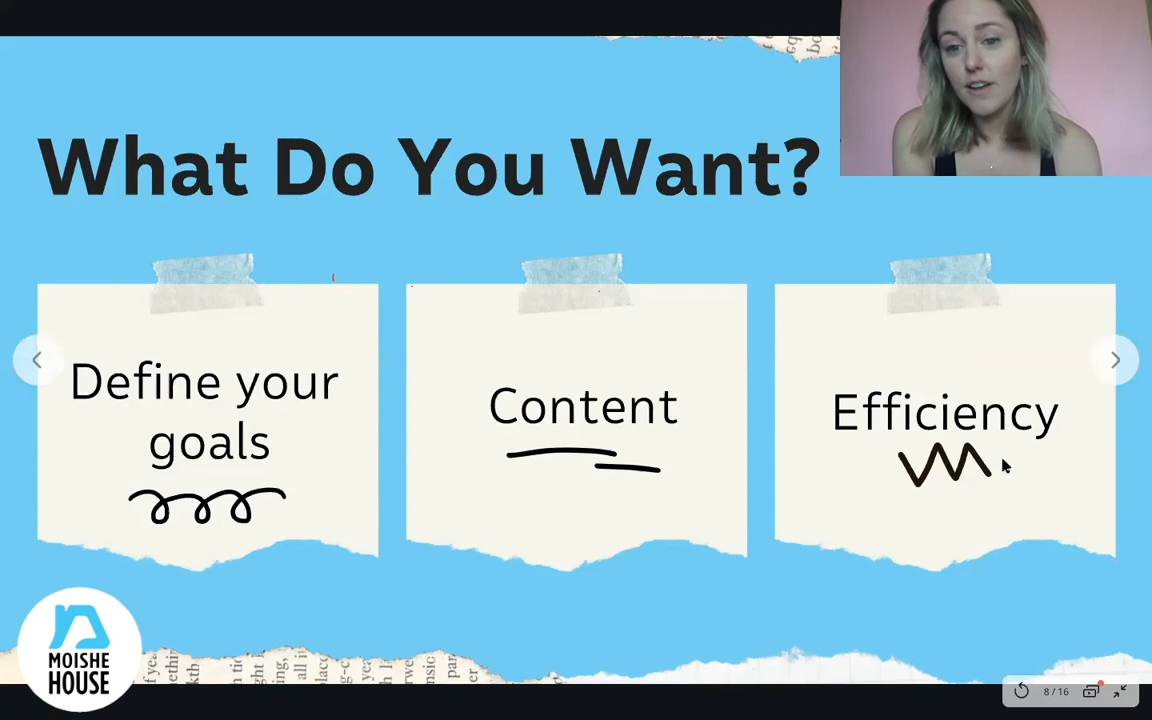 What Do You Want?
Define your
goals
Content
Efficiency
MOISHE
HOUSE
8 / 16